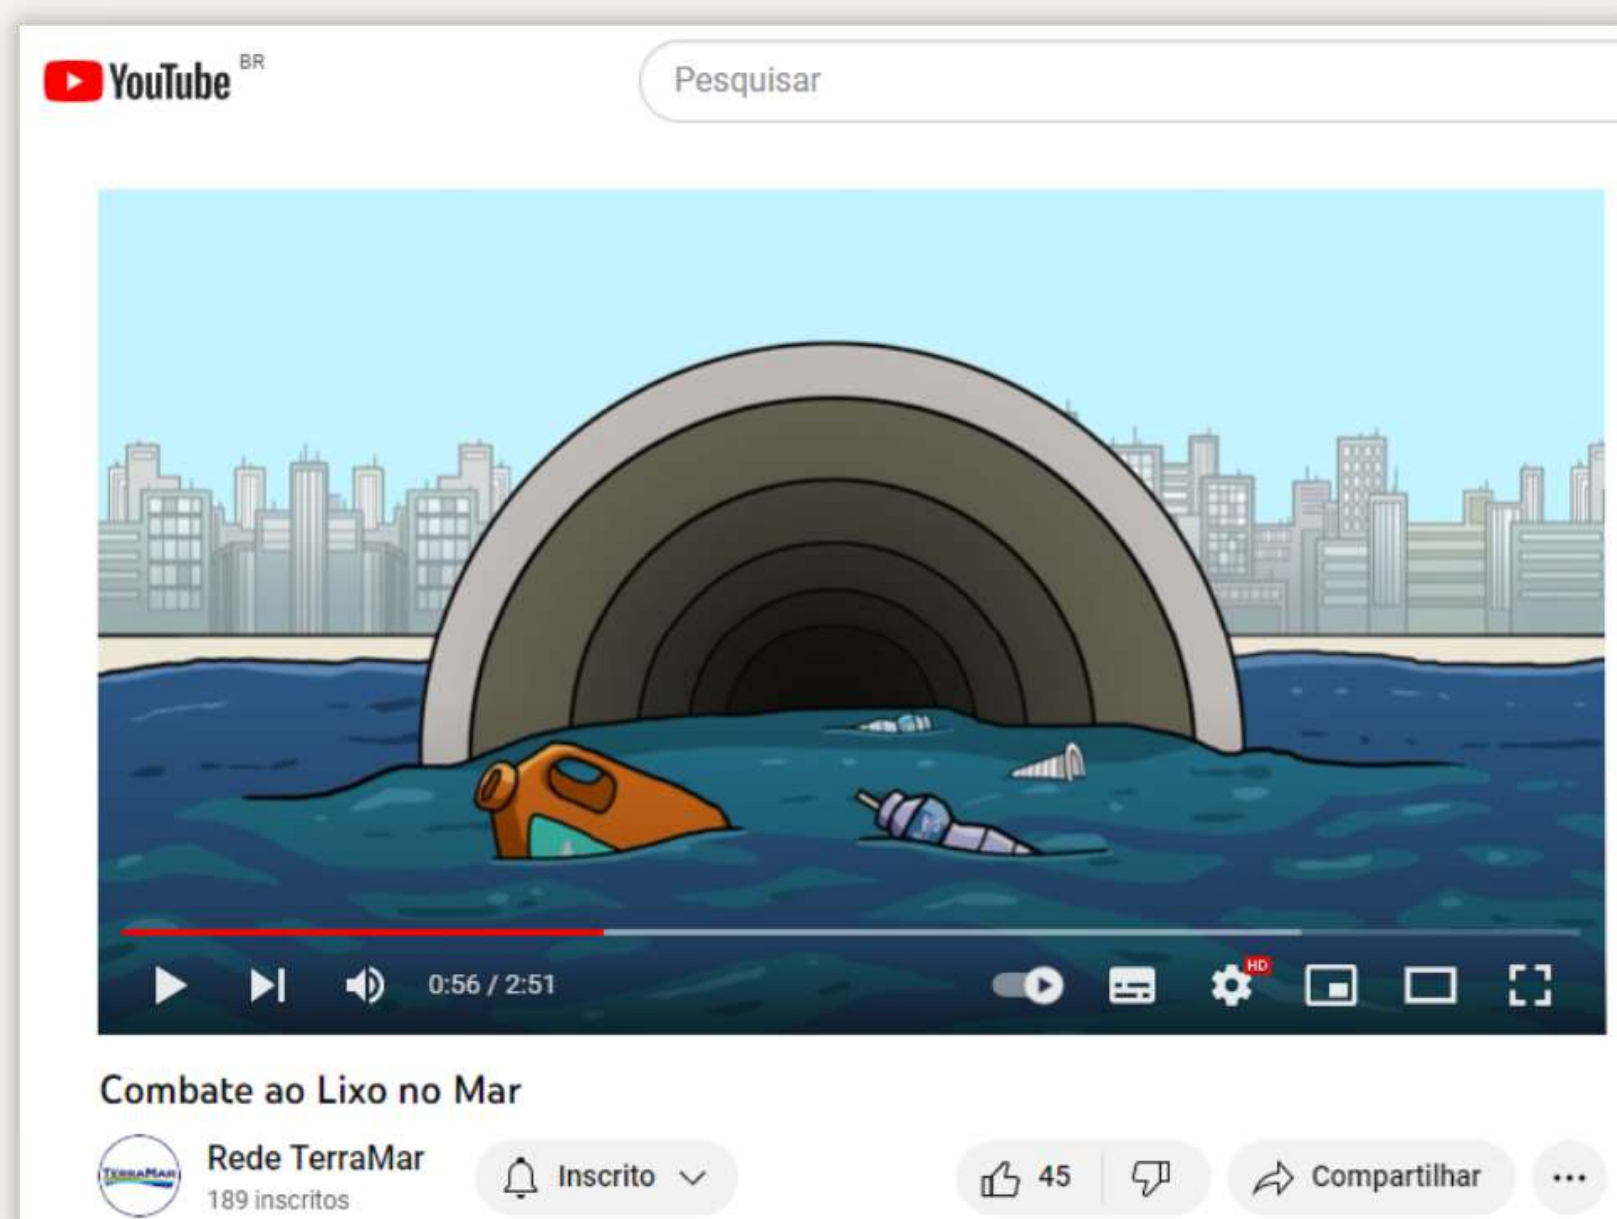 YouTube BR
Pesquisar
HD
0:56 / 2:51
Combate ao Lixo no Mar
TERRAMAR
Rede TerraMar
189 inscritos
Inscrito
45
Compartilhar